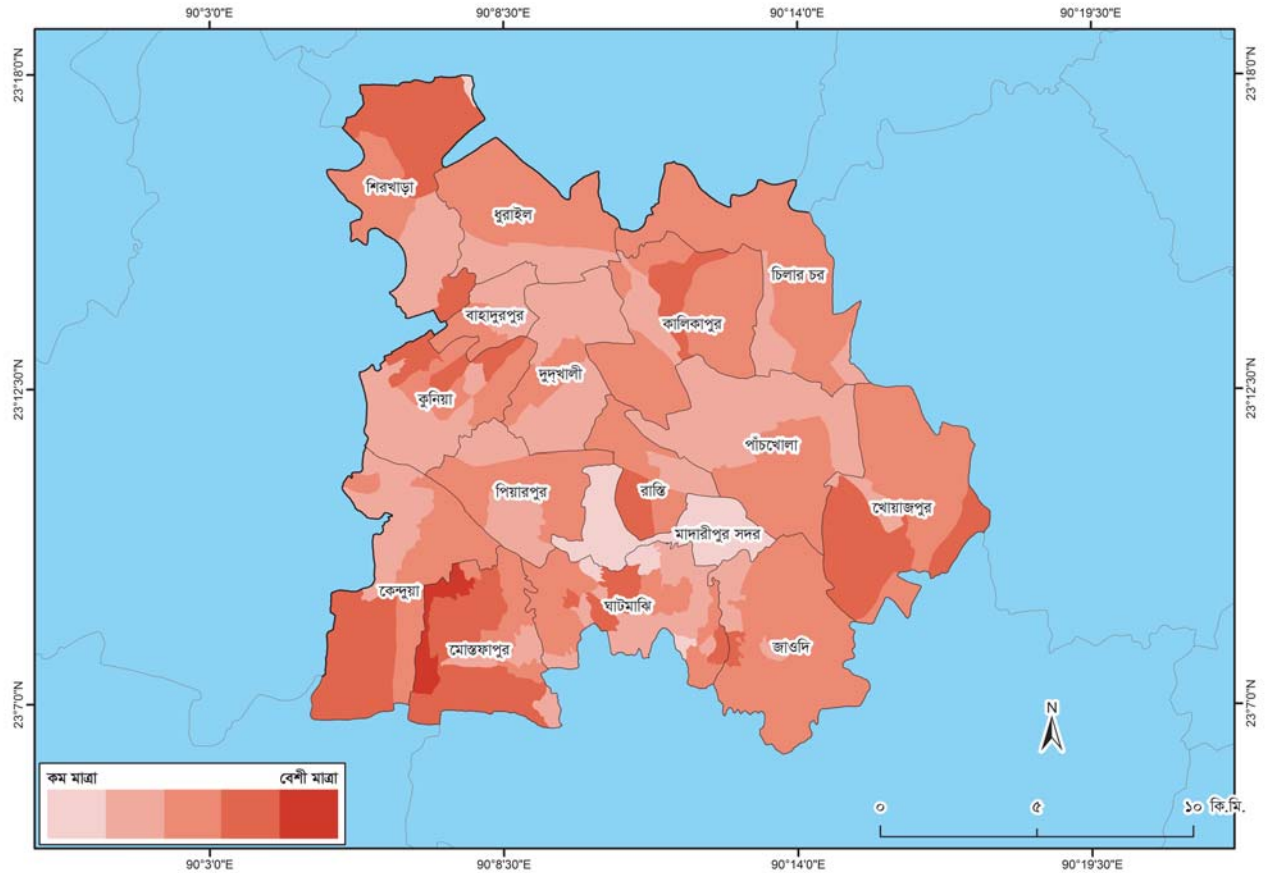 90°3'0"E
90°8'30"E
90°14'0"E
90°19'30"E
23°18'0"N
23°18'0"N
শিরখাড়া
ধুরাইল
চিলার চর
বাহাদুরপুর
কালিকাপুর
দুদখালী
23°12'30"N
23°12'30"N
কুনিয়া
পাঁচখোলা
পিয়ারপুর
রাস্তি
খোয়াজপুর
মাদারীপুর সদর
কেন্দুয়া
ঘাটমাঝি
মোস্তফাপুর
জাওদি
23°7'0"N
23°7'0"N
N
কম মাত্রা
বেশী মাত্রা
০
৫
১০ কি.মি.
90°3'0"E
90°8'30"E
90°14'0"E
90°19'30"E